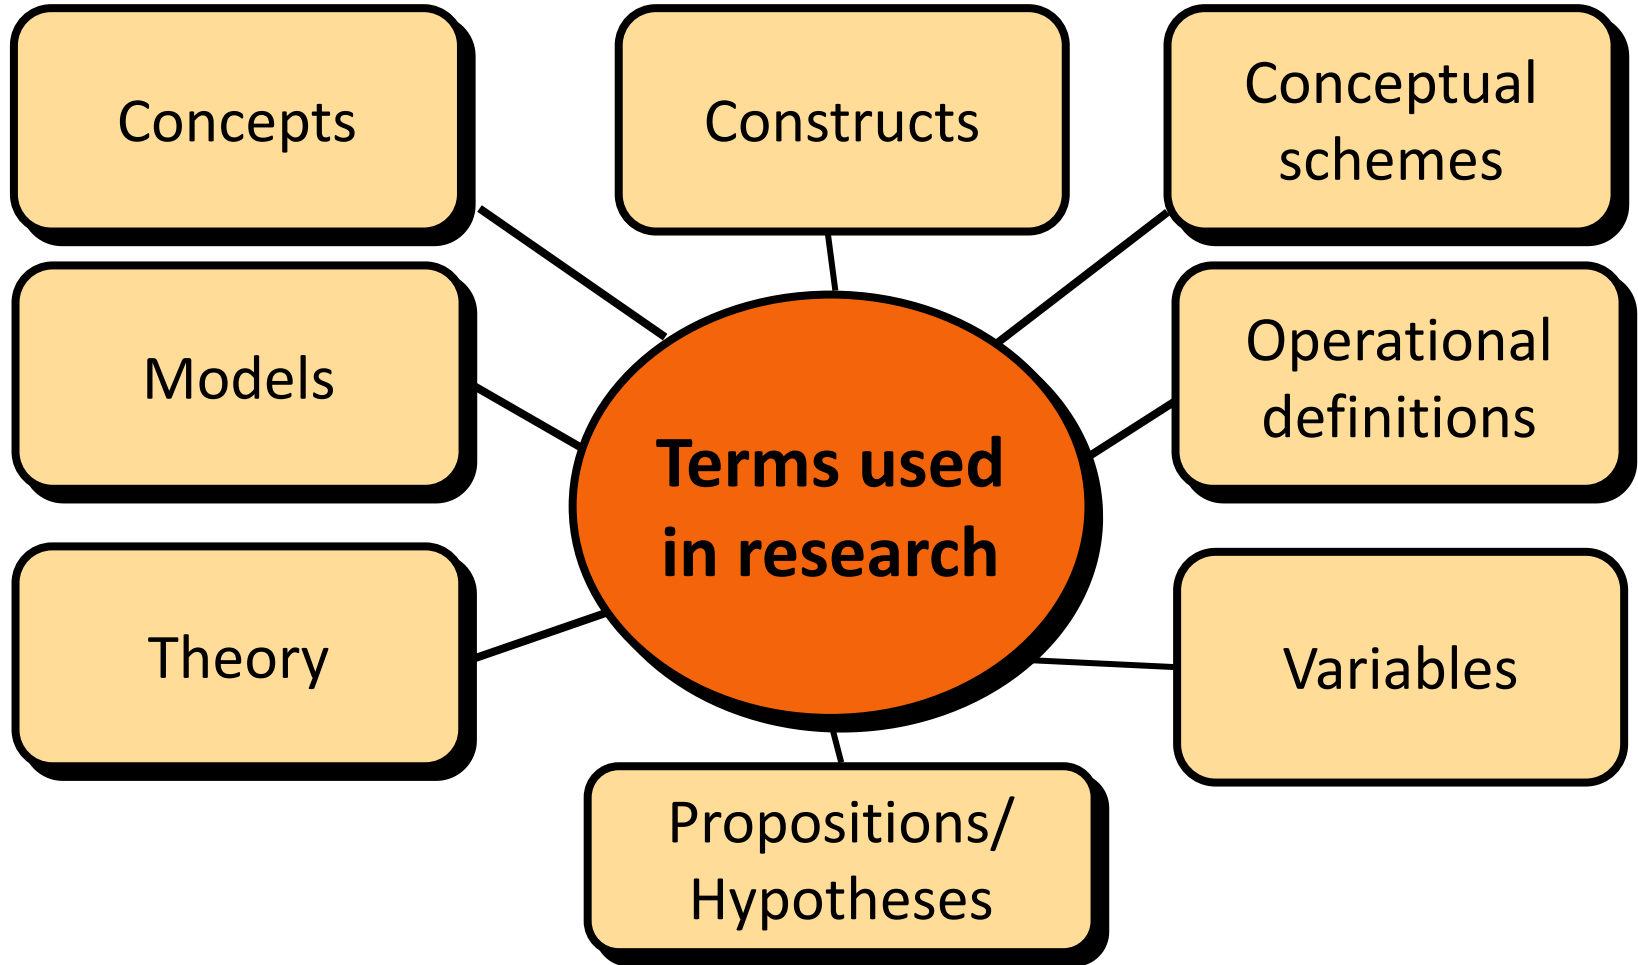 Concepts
Constructs
Conceptual
schemes
Models
Operational
definitions
Terms used
in research
Theory
Variables
Propositions/
Hypotheses